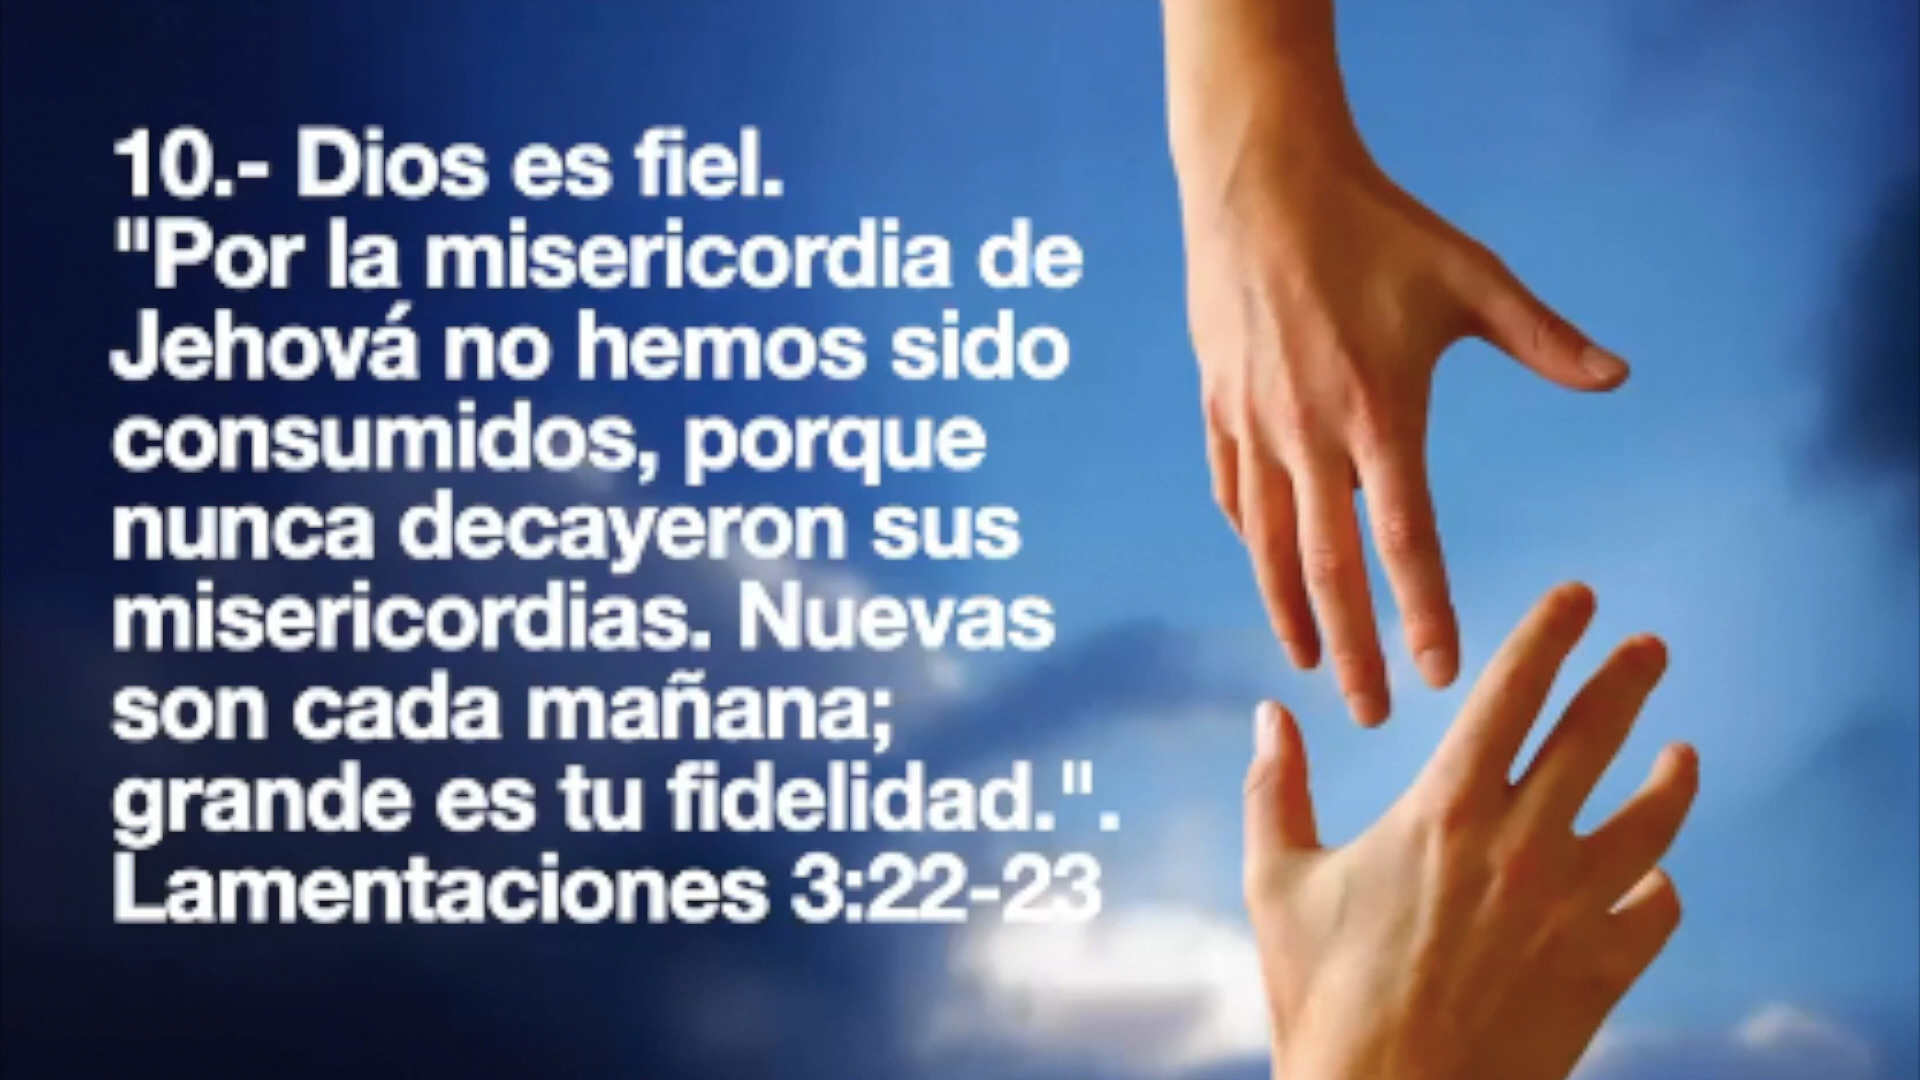 10.- Dios es fiel.
"Por la misericordia de
Jehová no hemos sido
consumidos, porque
nunca decayeron sus
misericordias. Nuevas
son cada mañana;
grande es tu fidelidad.".
Lamentaciones 3:22-23